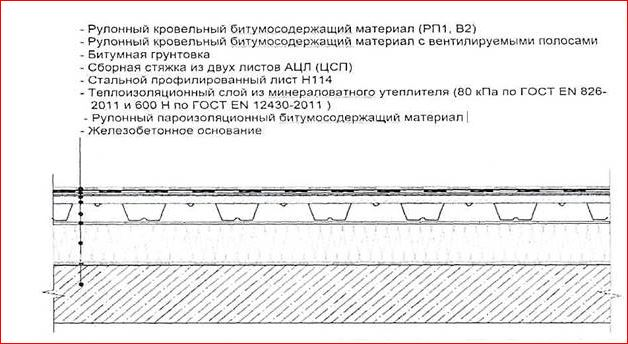 - Рулонный кровельный битумосодержащий материал (РП1, В2)
- Рулонный кровельный битумосодержащий материал с вентилируемыми полосами
- Битумная грунтовка
- Сборная стяжка из двух листов АЦЛ (ЦСП)
- Стальной профилированный лист Н114
- Теплоизоляционный слой из минераловатного утеплителя (80 кПа по ГОСТ EN 826-
2011 и 600 Н по ГОСТ EN 12430-2011 )
- Рулонный пароизоляционный битумосодержащий материал
- Железобетонное основание